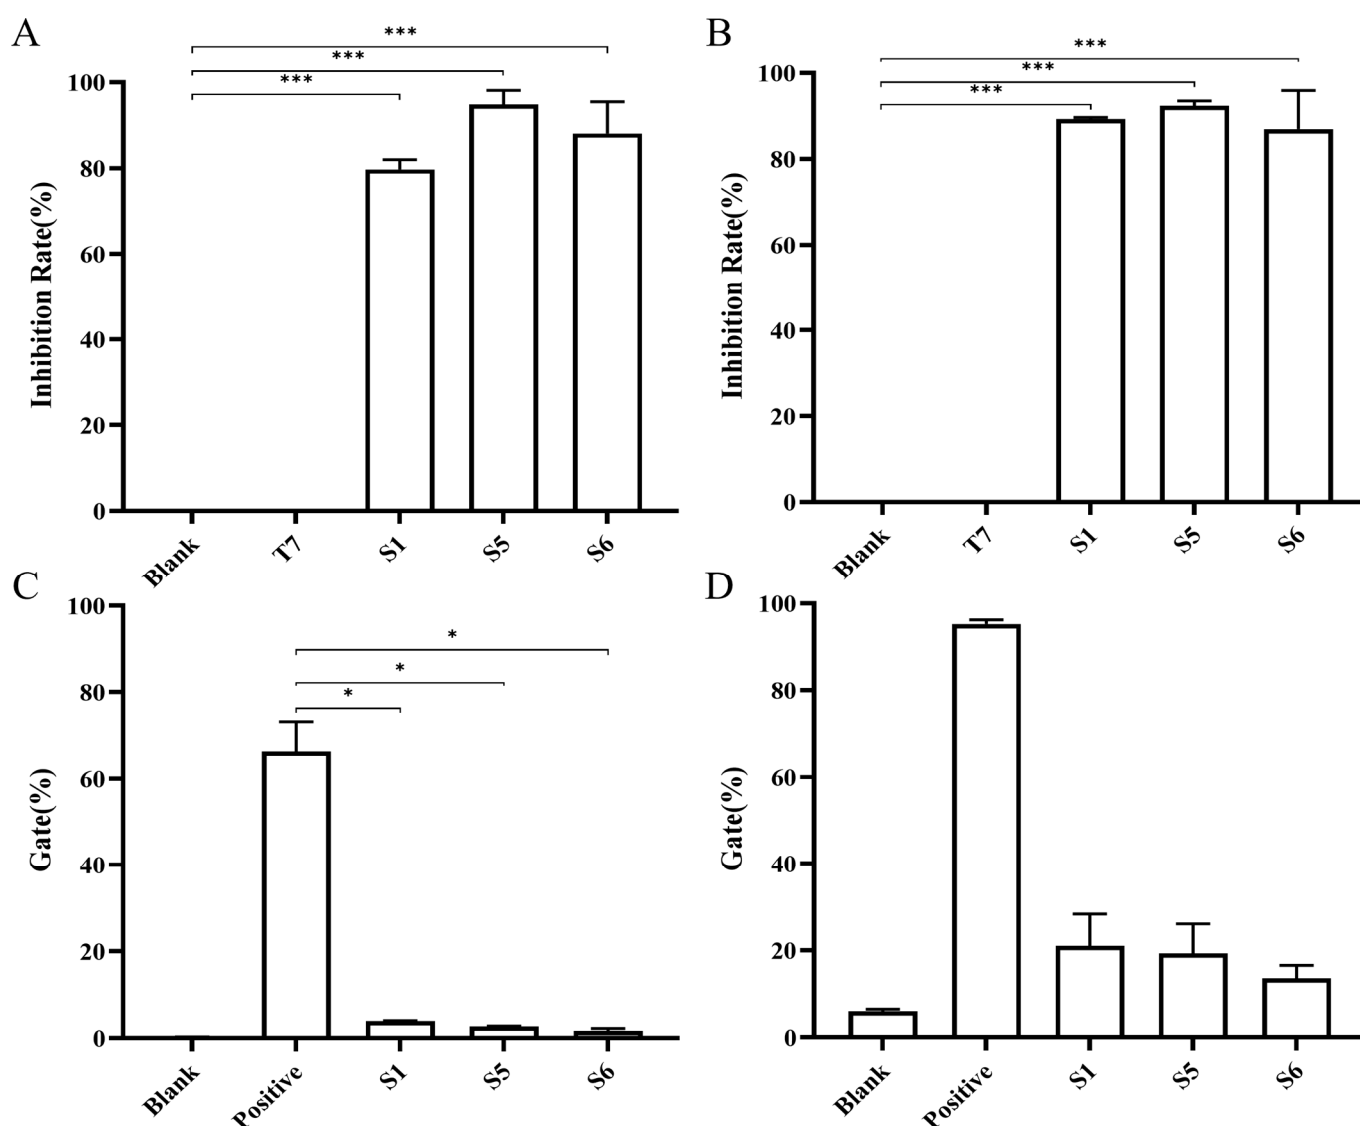 A
***
***
***
100
80
60
40
20
0
Inhibition Rate(%)
Blank
T7
S1
S5
S6
B
***
***
***
100
80
60
40
20
0
Inhibition Rate(%)
Blank
T7
S1
S5
S6
C
*
*
*
100
80
60
40
20
0
Gate(%)
Blank
Positive
S1
S5
S6
D
100
80
60
40
20
0
Gate(%)
Blank
Positive
S1
S5
S6